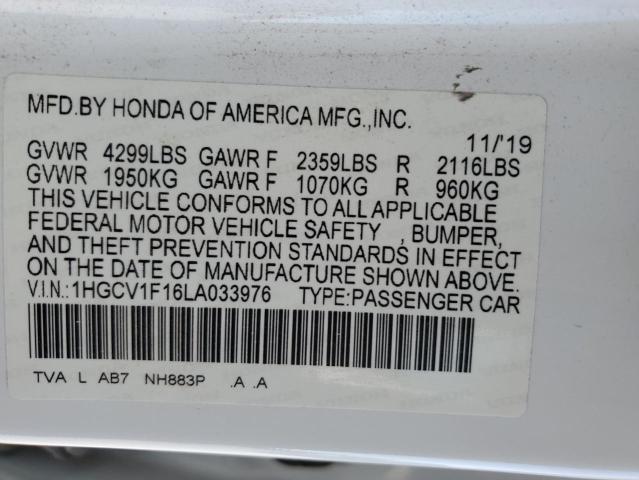 MFD.BY HONDA OF AMERICA MFG.,INC.
11/'19
GVWR 4299LBS GAWR F 2359LBS R 2116LBS
GVWR 1950KG GAWR F 1070KG R 960KG
THIS VEHICLE CONFORMS TO ALL APPLICABLE
FEDERAL MOTOR VEHICLE SAFETY , BUMPER,
AND THEFT PREVENTION STANDARDS IN EFFECT
ON THE DATE OF MANUFACTURE SHOWN ABOVE.
V.I.N.:1HGCV1F16LA033976 TYPE:PASSENGER CAR
TVA L AB7 NH883P .A .A